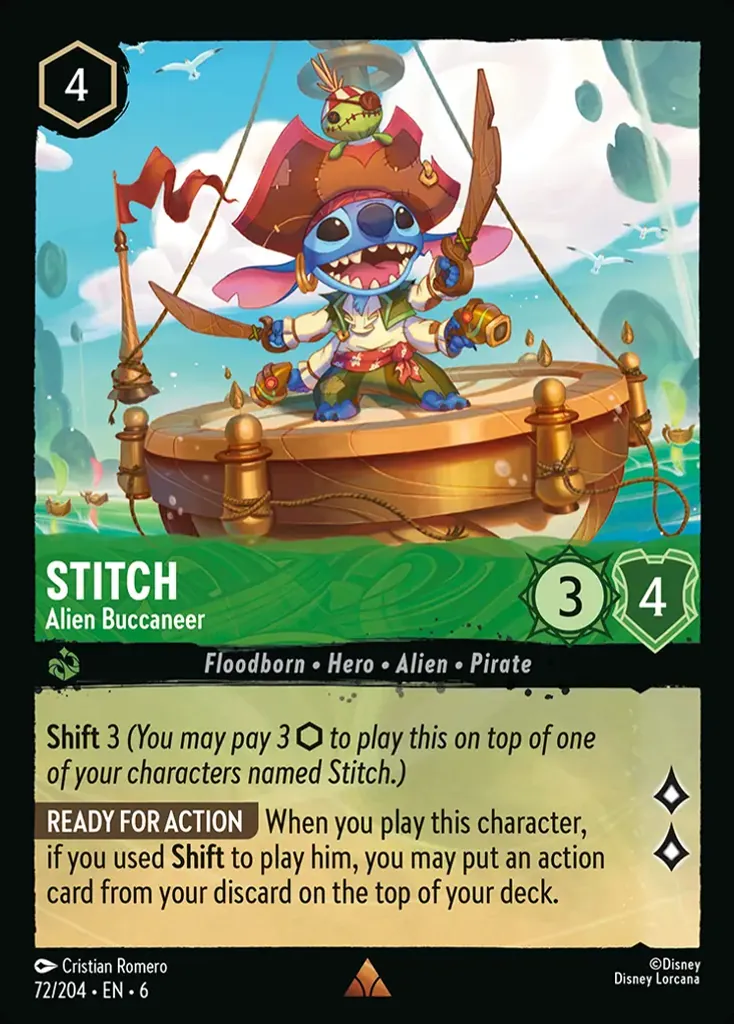 4
STITCH
Alien Buccaneer
3
4
Floodborn • Hero • Alien • Pirate
Shift 3 (You may pay 3 ⬡ to play this on top of one
of your characters named Stitch.)
READY FOR ACTION When you play this character,
if you used Shift to play him, you may put an action
card from your discard on the top of your deck.
Cristian Romero
72/204 • EN • 6
©Disney
Disney Lorcana